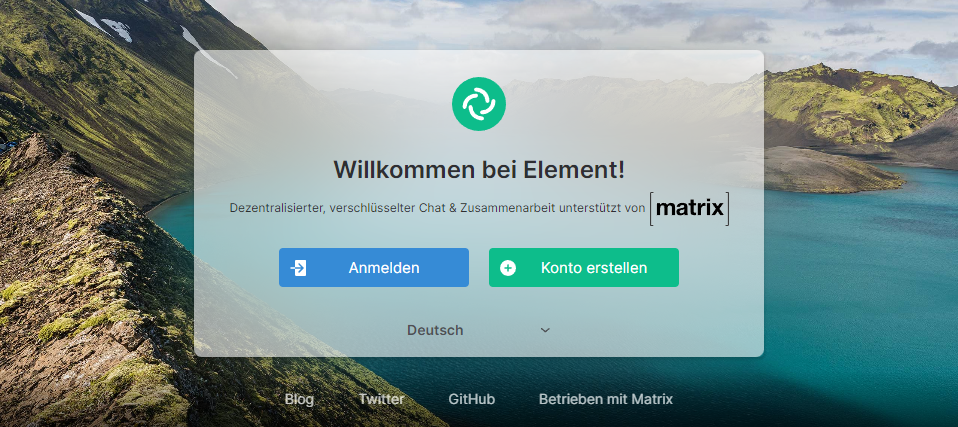 Willkommen bei Element!
Dezentralisierter, verschlüsselter Chat & Zusammenarbeit unterstützt von [matrix]
Anmelden
Konto erstellen
Deutsch
Blog Twitter GitHub Betrieben mit Matrix